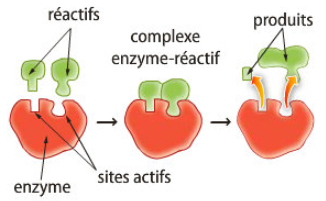 réactifs
complexe
enzyme-réactif
produits
enzyme
sites actifs